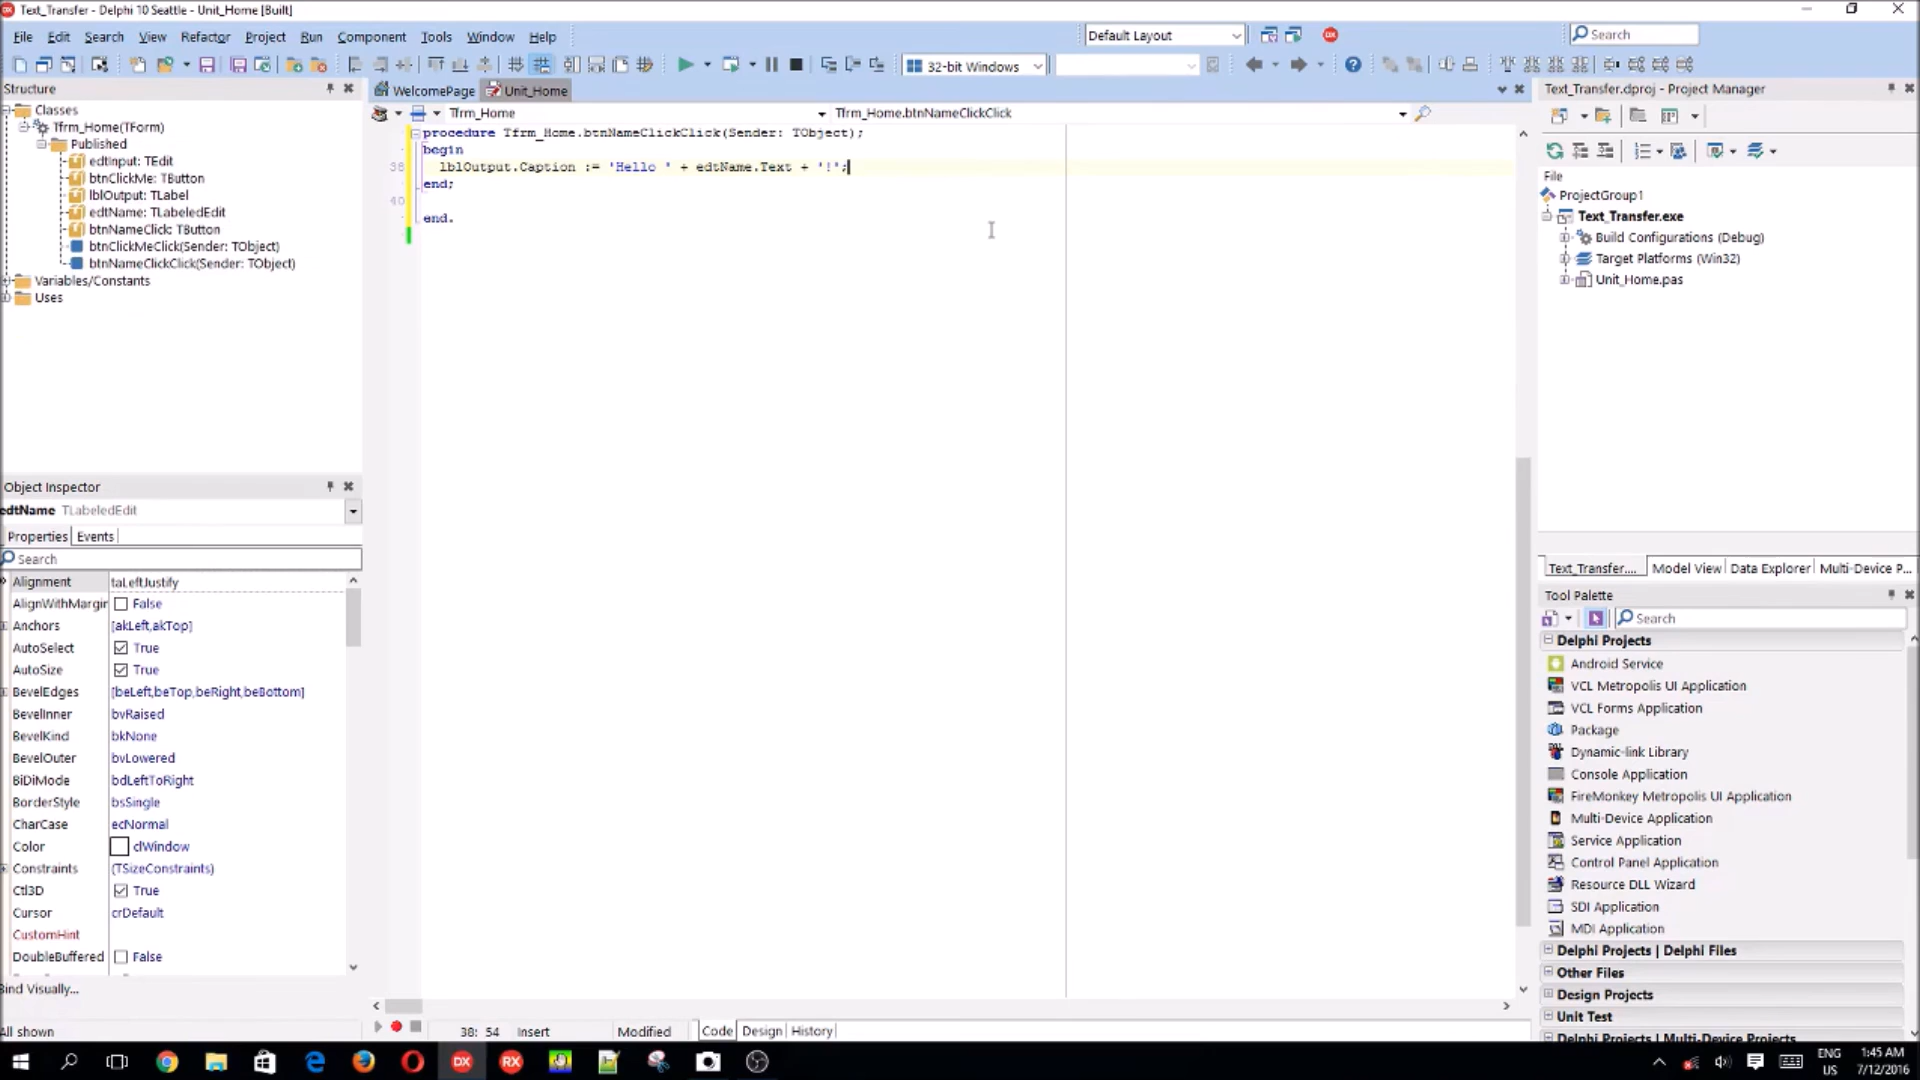 Text_Transfer - Delphi 10 Seattle - Unit_Home [Built]
File Edit Search View Refactor Project Run Component Tools Window Help
Default Layout
Search
32-bit Windows
Structure
Classes
Tfrm_Home(TForm)
Published
edtInput: TEdit
btnClickMe: TButton
lblOutput: TLabel
edtName: TLabeledEdit
btnNameClick: TButton
btnClickMeClick(Sender: TObject)
btnNameClickClick(Sender: TObject)
Variables/Constants
Uses
Object Inspector
edtName TLabeledEdit
Properties Events
Search
Alignment taLeftJustify
AlignWithMargin False
Anchors [akLeft,akTop]
AutoSelect True
AutoSize True
BevelEdges [beLeft,beTop,beRight,beBottom]
BevelInner bvRaised
BevelKind bkNone
BevelOuter bvLowered
BiDiMode bdLeftToRight
BorderStyle bsSingle
CharCase ecNormal
Color clWindow
Constraints (TSizeConstraints)
Ctl3D True
Cursor crDefault
CustomHint
DoubleBuffered False
Bind Visually...
All shown
WelcomePage Unit_Home
Tfrm_Home Tfrm_Home.btnNameClickClick
procedure Tfrm_Home.btnNameClickClick(Sender: TObject);
begin
38 lblOutput.Caption := 'Hello ' + edtName.Text + '!';
end;
40
end.
38: 54 Insert Modified Code Design History
Text_Transfer.dproj - Project Manager
File
ProjectGroup1
Text_Transfer.exe
Build Configurations (Debug)
Target Platforms (Win32)
Unit_Home.pas
Text_Transfer.... Model View Data Explorer Multi-Device P...
Tool Palette
Search
Delphi Projects
Android Service
VCL Metropolis UI Application
VCL Forms Application
Package
Dynamic-link Library
Console Application
FireMonkey Metropolis UI Application
Multi-Device Application
Service Application
Control Panel Application
Resource DLL Wizard
SDI Application
MDI Application
Delphi Projects | Delphi Files
Other Files
Design Projects
Unit Test
Delphi Projects | Multi-Device Projects
DX RX
ENG
US
1:45 AM
7/12/2016